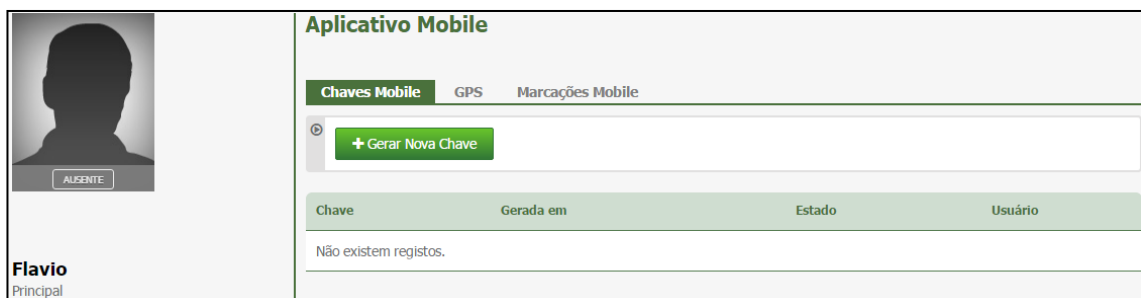 AUSENTE
Flavio
Principal
Aplicativo Mobile
Chaves Mobile GPS Marcações Mobile
+ Gerar Nova Chave
Chave Gerada em Estado Usuário
Não existem registos.